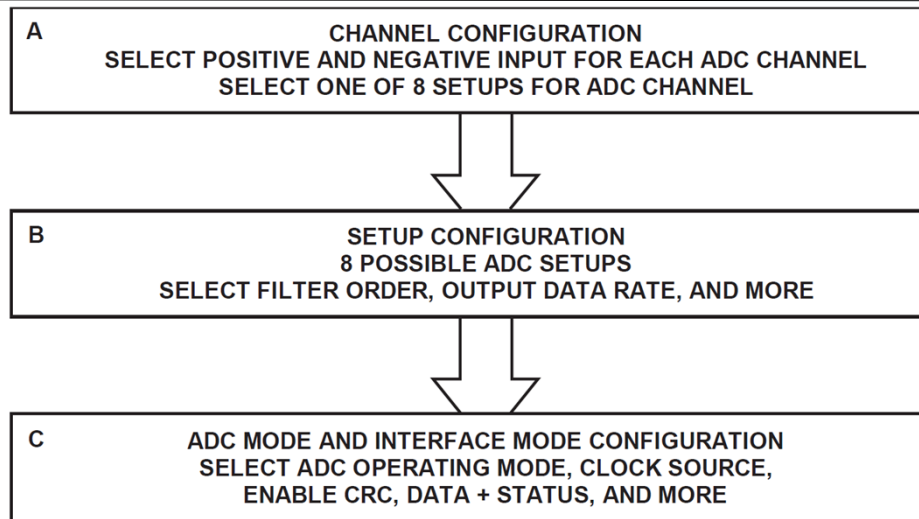 A
CHANNEL CONFIGURATION
SELECT POSITIVE AND NEGATIVE INPUT FOR EACH ADC CHANNEL
SELECT ONE OF 8 SETUPS FOR ADC CHANNEL
B
SETUP CONFIGURATION
8 POSSIBLE ADC SETUPS
SELECT FILTER ORDER, OUTPUT DATA RATE, AND MORE
C
ADC MODE AND INTERFACE MODE CONFIGURATION
SELECT ADC OPERATING MODE, CLOCK SOURCE,
ENABLE CRC, DATA + STATUS, AND MORE